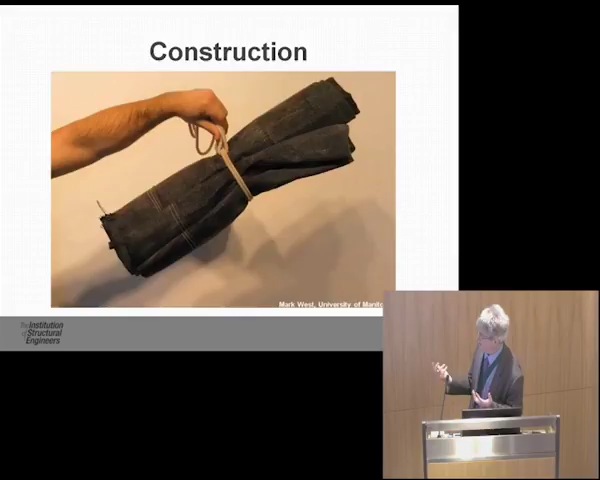 Construction
Mark West, University of Manito
The Institution
of Structural
Engineers